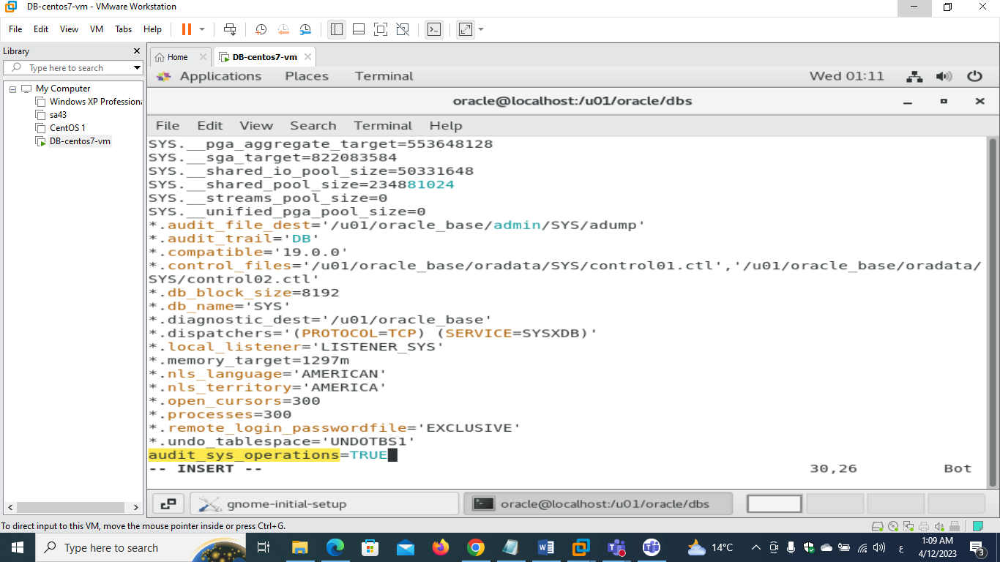 DB-centos7-vm - VMware Workstation
File Edit View VM Tabs Help
Library
Type here to search
My Computer
Windows XP Professiona
sa43
CentOS 1
DB-centos7-vm
Home DB-centos7-vm
Applications Places Terminal Wed 01:11
oracle@localhost:/u01/oracle/dbs
File Edit View Search Terminal Help
SYS.__pga_aggregate_target=553648128
SYS.__sga_target=822083584
SYS.__shared_io_pool_size=50331648
SYS.__shared_pool_size=234881024
SYS.__streams_pool_size=0
SYS.__unified_pga_pool_size=0
*.audit_file_dest='/u01/oracle_base/admin/SYS/adump'
*.audit_trail='DB'
*.compatible='19.0.0'
*.control_files='/u01/oracle_base/oradata/SYS/control01.ctl','/u01/oracle_base/oradata/
SYS/control02.ctl'
*.db_block_size=8192
*.db_name='SYS'
*.diagnostic_dest='/u01/oracle_base'
*.dispatchers='(PROTOCOL=TCP) (SERVICE=SYSXDB)'
*.local_listener='LISTENER_SYS'
*.memory_target=1297m
*.nls_language='AMERICAN'
*.nls_territory='AMERICA'
*.open_cursors=300
*.processes=300
*.remote_login_passwordfile='EXCLUSIVE'
*.undo_tablespace='UNDOTBS1'
audit_sys_operations=TRUE
-- INSERT -- 30,26 Bot
gnome-initial-setup oracle@localhost:/u01/oracle/dbs
To direct input to this VM, move the mouse pointer inside or press Ctrl+G.
Type here to search 14°C ع 1:09 AM
4/12/2023 3